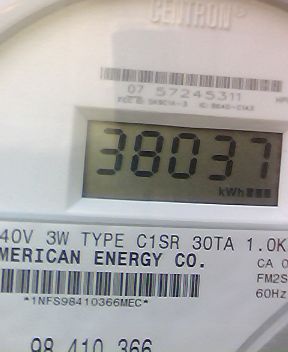 CENTRON®
07 57245311
38037
kWh
40V 3W TYPE C1SR 30TA 1.0K
MERICAN ENERGY CO.
CA 0
FM2S
60Hz
*1NFS98410366MEC*
98 410 366